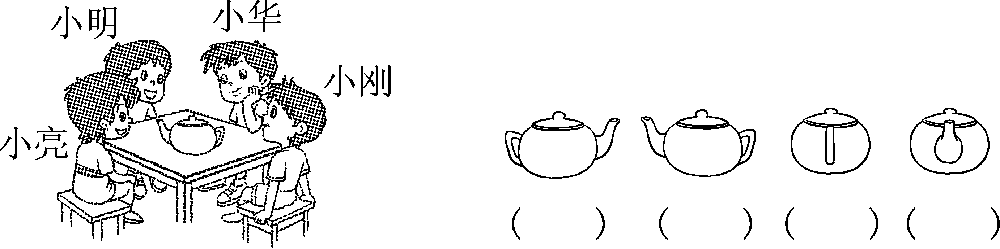 小明
小华
小刚
小亮
( ) ( ) ( ) ( )